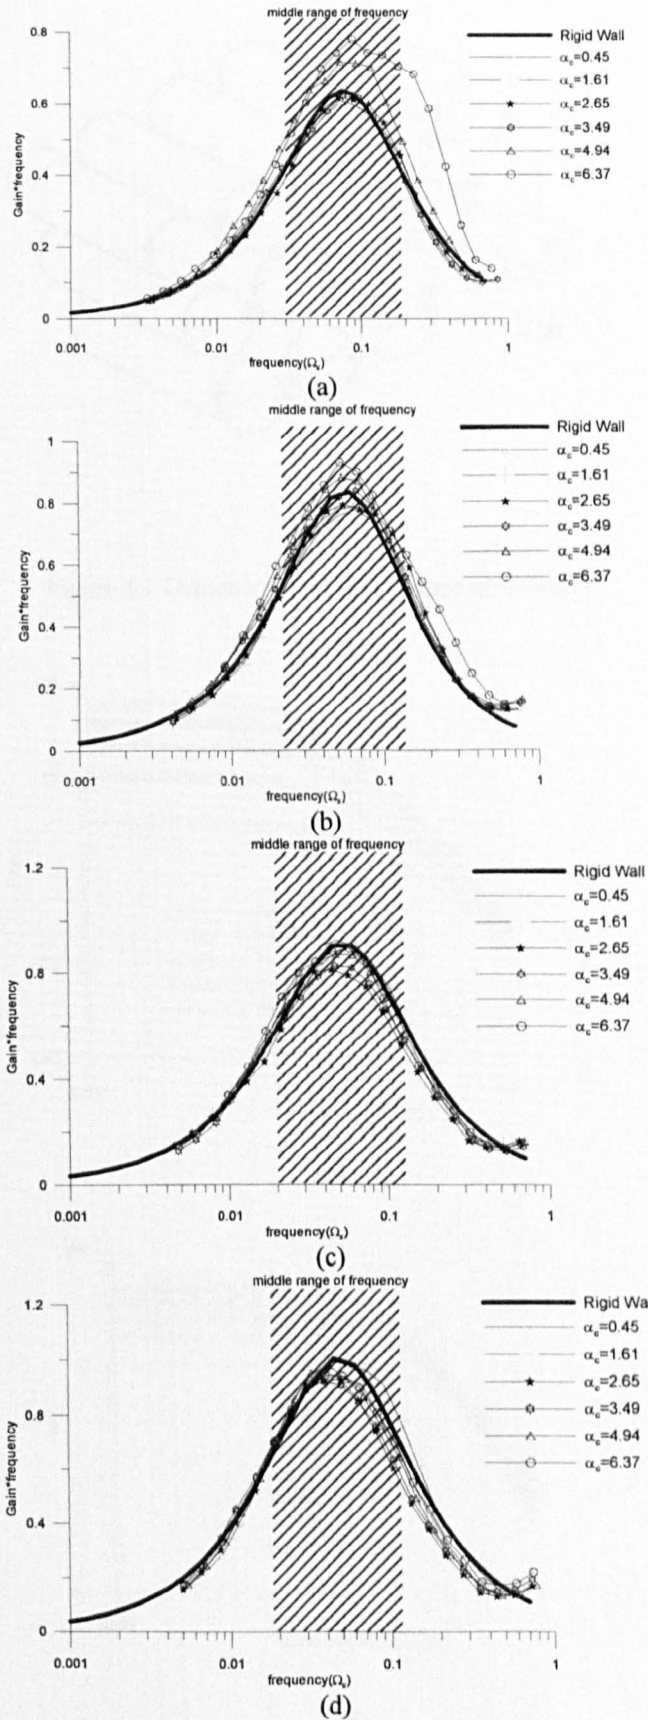 middle range of frequency
0.8
0.6
0.4
0.2
0
Gain*frequency
0.001
0.01
0.1
1
frequency(Ωs)
Rigid Wall
αc=0.45
αc=1.61
αc=2.65
αc=3.49
αc=4.94
αc=6.37
(a)
middle range of frequency
1
0.8
0.6
0.4
0.2
0
Gain*frequency
0.001
0.01
0.1
1
frequency(Ωs)
Rigid Wall
αc=0.45
αc=1.61
αc=2.65
αc=3.49
αc=4.94
αc=6.37
(b)
middle range of frequency
1.2
0.8
0.4
0
Gain*frequency
0.001
0.01
0.1
1
frequency(Ωs)
Rigid Wall
αc=0.45
αc=1.61
αc=2.65
αc=3.49
αc=4.94
αc=6.37
(c)
middle range of frequency
1.2
0.8
0.4
0
Gain*frequency
0.001
0.01
0.1
1
frequency(Ωs)
Rigid Wa
αc=0.45
αc=1.61
αc=2.65
αc=3.49
αc=4.94
αc=6.37
(d)